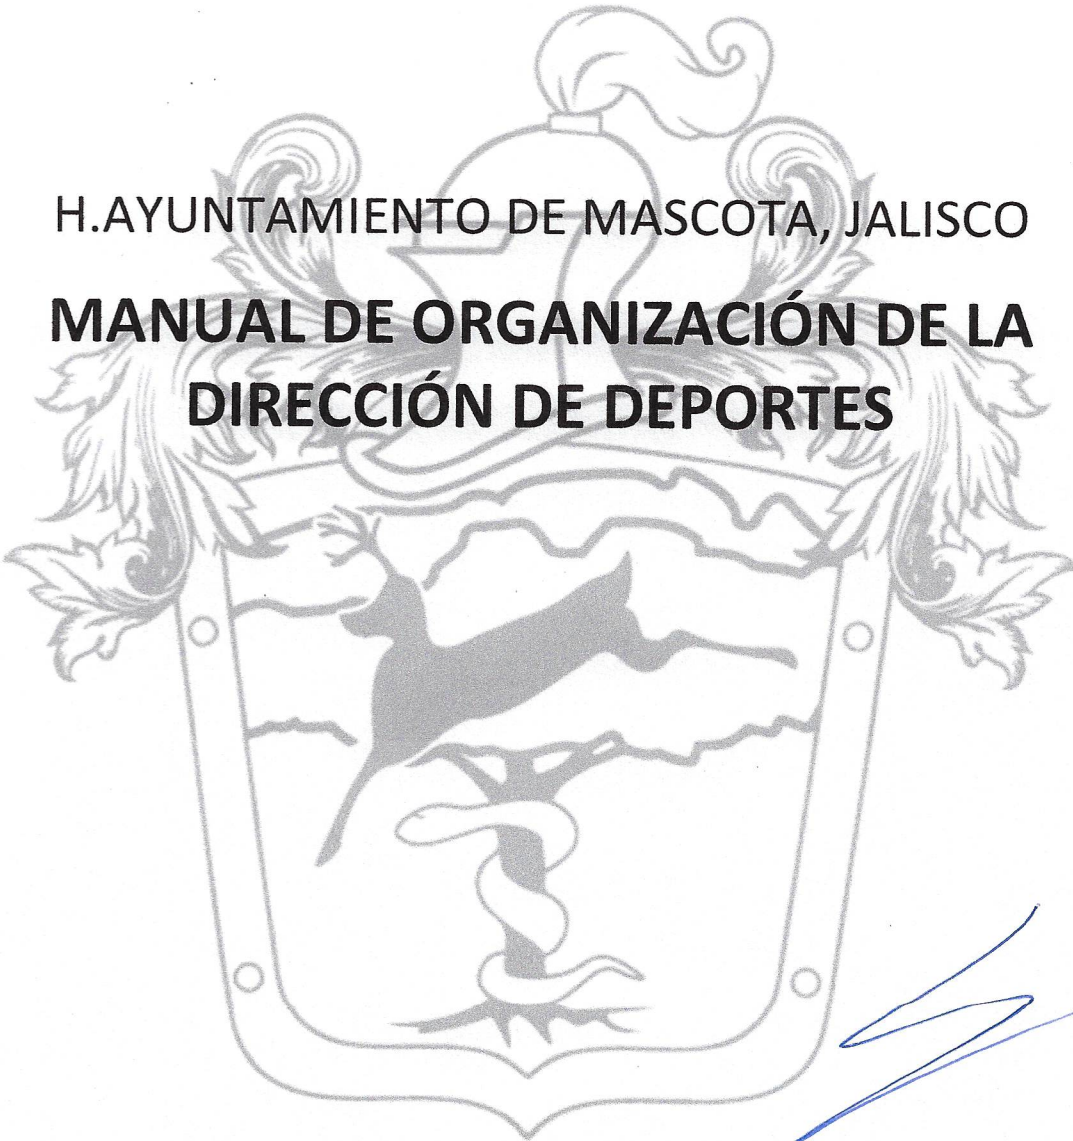 H.AYUNTAMIENTO DE MASCOTA, JALISCO
MANUAL DE ORGANIZACIÓN DE LA
DIRECCIÓN DE DEPORTES